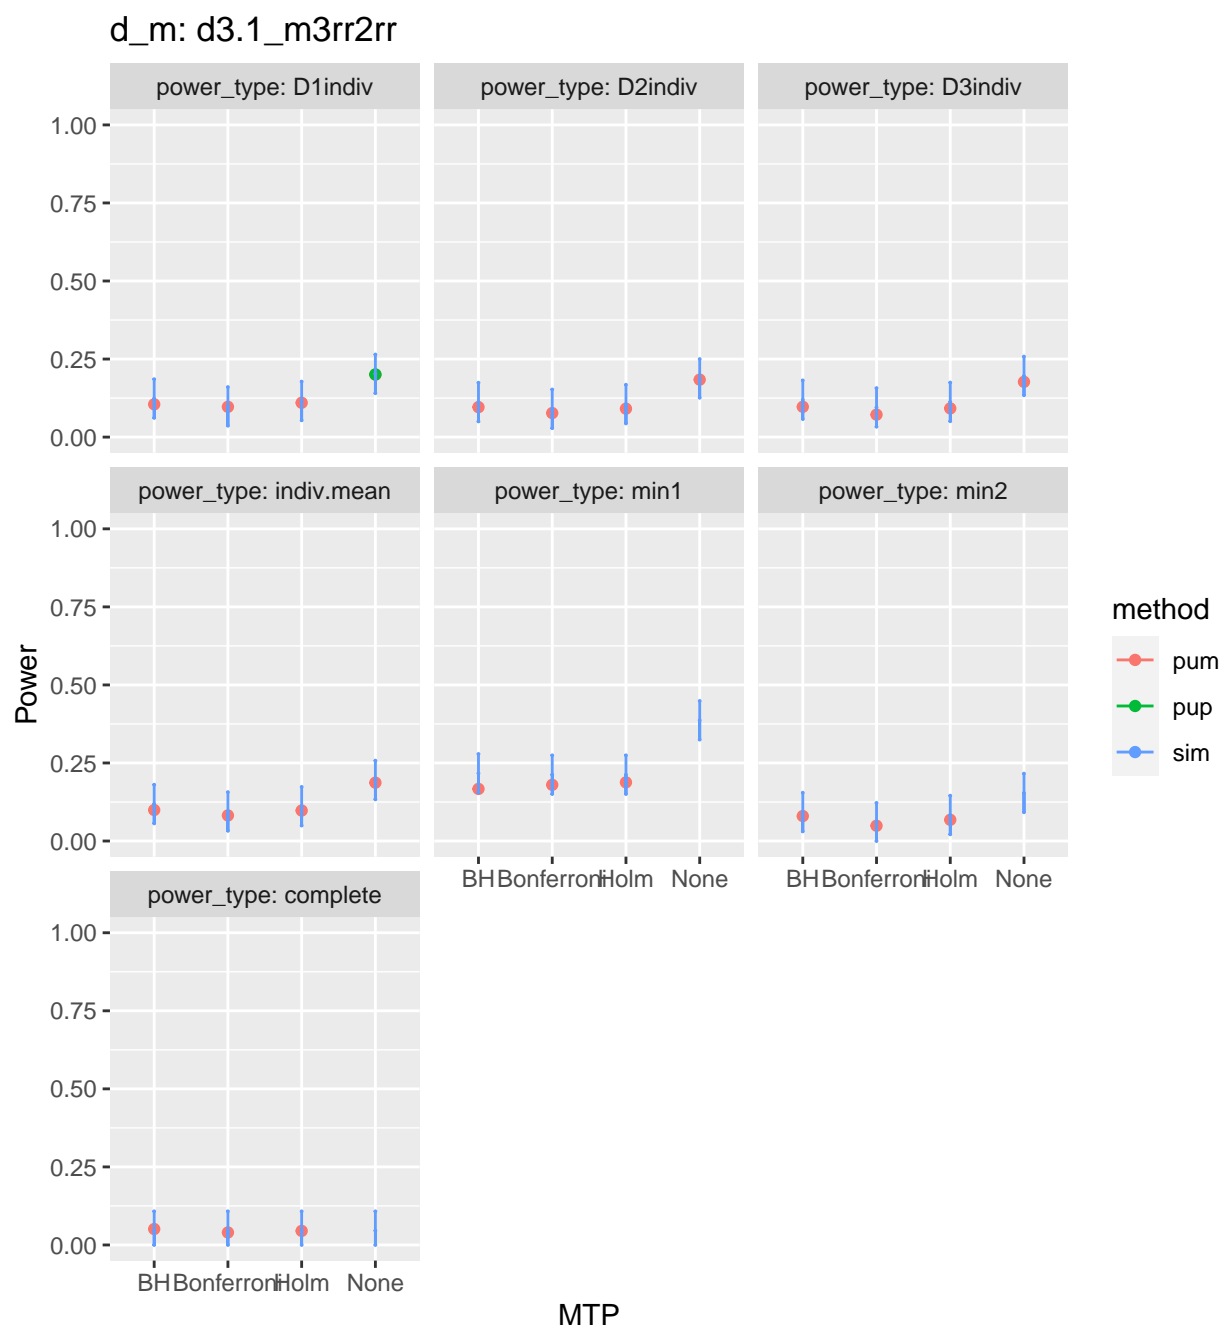 d_m: d3.1_m3rr2rr
power_type: D1indiv
power_type: D2indiv
power_type: D3indiv
1.00
0.75
0.50
0.25
0.00
power_type: indiv.mean
power_type: min1
power_type: min2
1.00
0.75
0.50
0.25
0.00
BH Bonferroni Holm None
BH Bonferroni Holm None
power_type: complete
1.00
0.75
0.50
0.25
0.00
BH Bonferroni Holm None
MTP
Power
method
pum
pup
sim